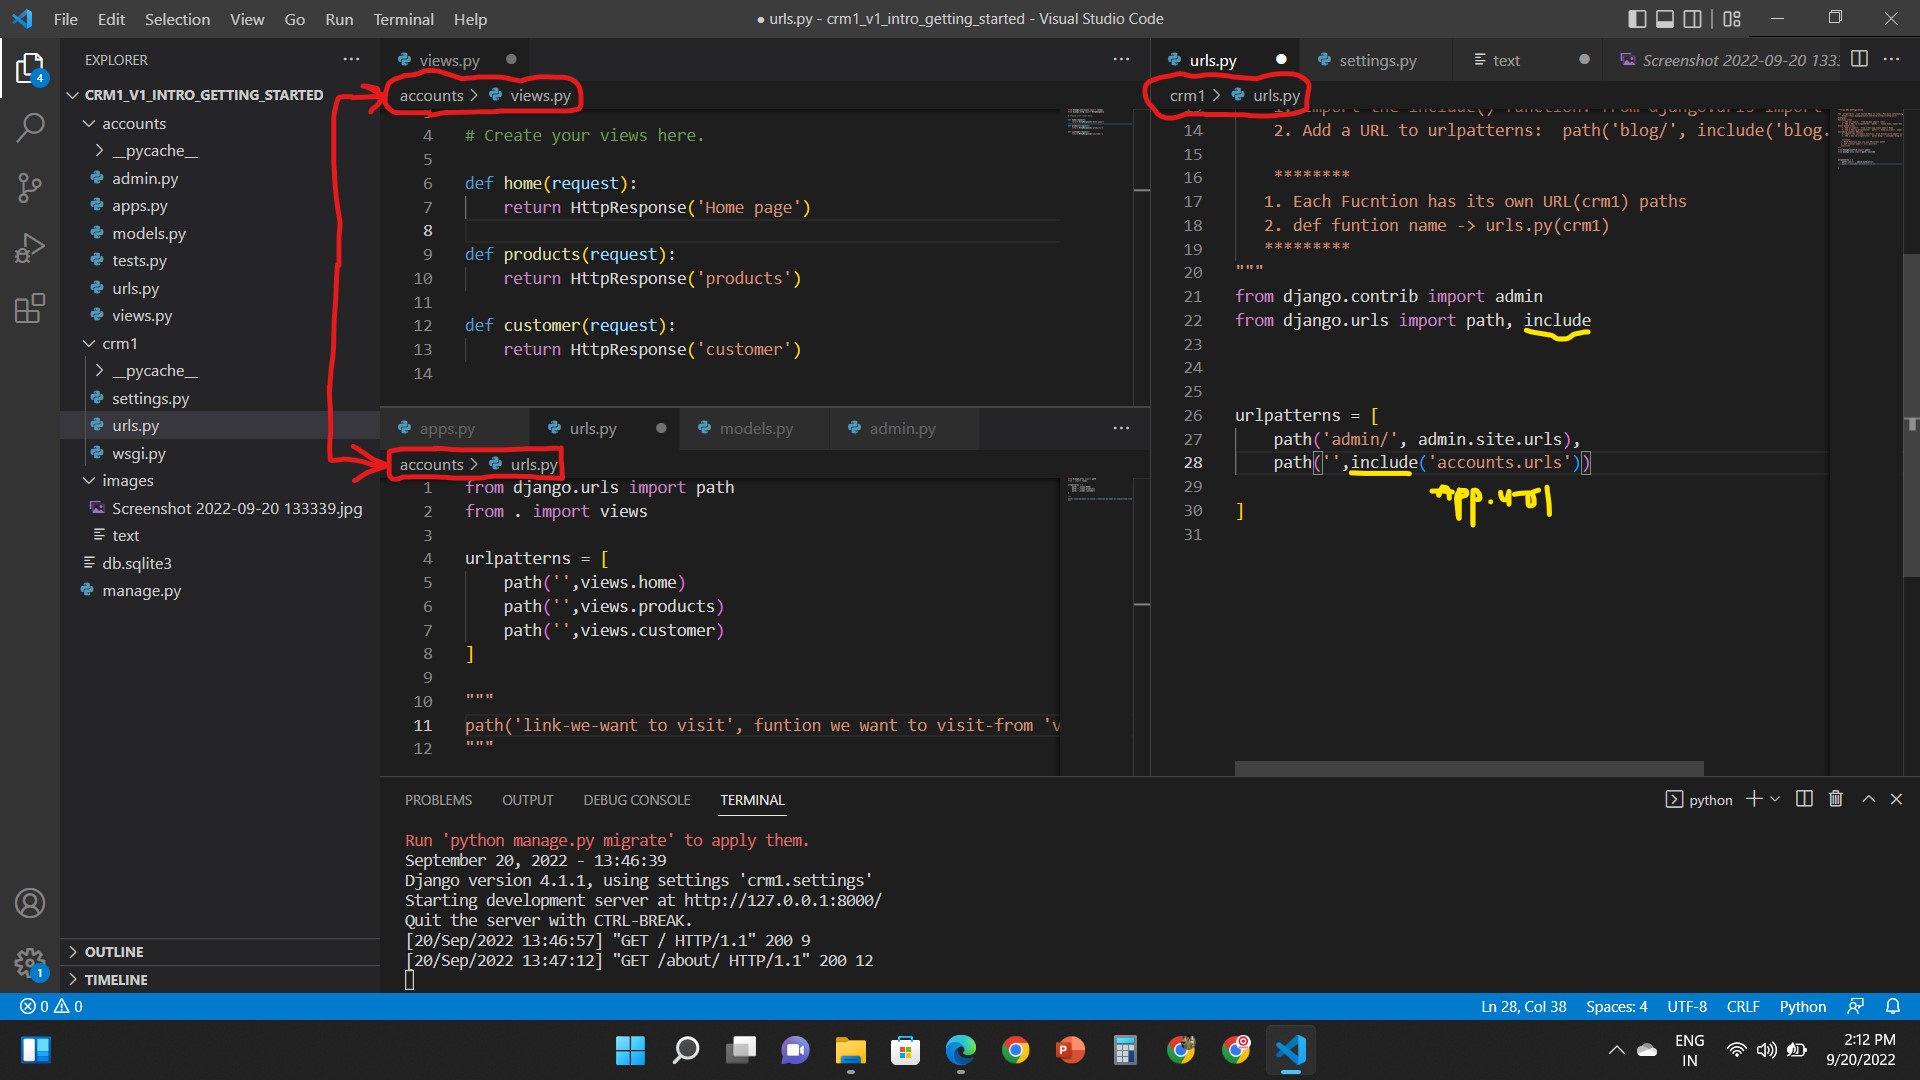 File Edit Selection View Go Run Terminal Help
● urls.py - crm1_v1_intro_getting_started - Visual Studio Code
EXPLORER
4
CRM1_V1_INTRO_GETTING_STARTED
accounts
__pycache__
admin.py
apps.py
models.py
tests.py
urls.py
views.py
crm1
__pycache__
settings.py
urls.py
wsgi.py
images
Screenshot 2022-09-20 133339.jpg
text
db.sqlite3
manage.py
OUTLINE
TIMELINE
1
views.py
accounts > views.py
4 # Create your views here.
5
6 def home(request):
7 return HttpResponse('Home page')
8
9 def products(request):
10 return HttpResponse('products')
11
12 def customer(request):
13 return HttpResponse('customer')
14
apps.py urls.py models.py admin.py
accounts > urls.py
1 from django.urls import path
2 from . import views
3
4 urlpatterns = [
5 path('',views.home)
6 path('',views.products)
7 path('',views.customer)
8 ]
9
10 """
11 path('link-we-want to visit', funtion we want to visit-from 'v
12 """
urls.py settings.py text Screenshot 2022-09-20 133
crm1 > urls.py
1. Import the include() function: from django.urls import
14 2. Add a URL to urlpatterns:  path('blog/', include('blog.
15
16 ********
17 1. Each Fucntion has its own URL(crm1) paths
18 2. def funtion name -> urls.py(crm1)
19 *********
20 """
21 from django.contrib import admin
22 from django.urls import path, include
23
24
25
26 urlpatterns = [
27 path('admin/', admin.site.urls),
28 path('',include('accounts.urls'))
29
App.url
30 ]
31
PROBLEMS OUTPUT DEBUG CONSOLE TERMINAL
python
Run 'python manage.py migrate' to apply them.
September 20, 2022 - 13:46:39
Django version 4.1.1, using settings 'crm1.settings'
Starting development server at http://127.0.0.1:8000/
Quit the server with CTRL-BREAK.
[20/Sep/2022 13:46:57] "GET / HTTP/1.1" 200 9
[20/Sep/2022 13:47:12] "GET /about/ HTTP/1.1" 200 12
0 0
Ln 28, Col 38 Spaces: 4 UTF-8 CRLF Python
ENG
IN
2:12 PM
9/20/2022